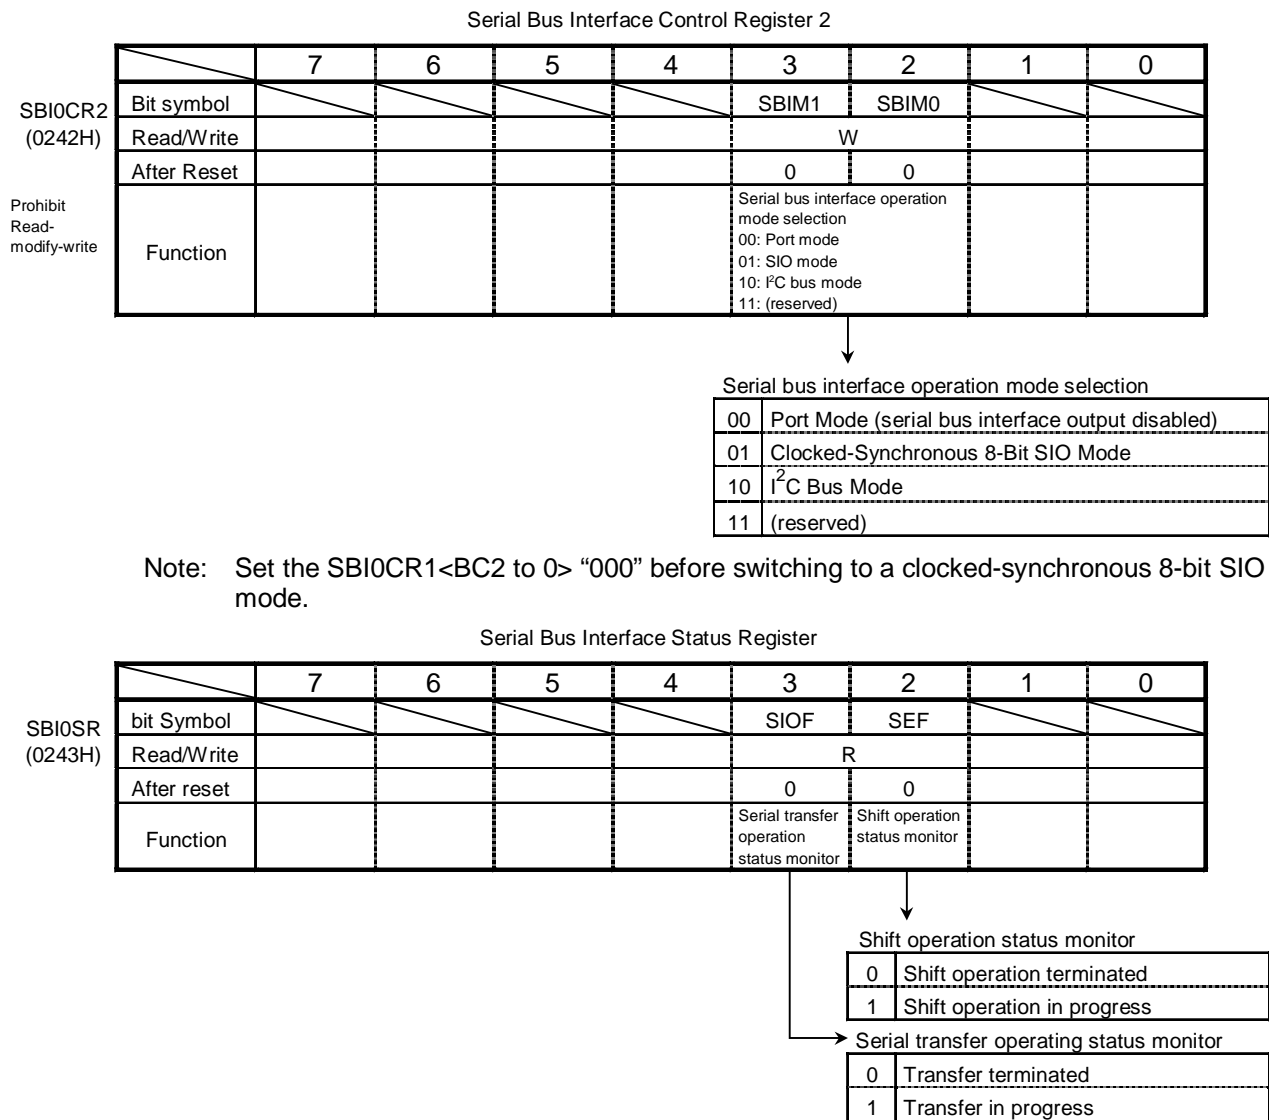 Serial Bus Interface Control Register 2
7 6 5 4 3 2 1 0
SBI0CR2
(0242H)
Bit symbol SBIM1 SBIM0
Read/Write W
After Reset 0 0
Prohibit
Read-
modify-write
Function
Serial bus interface operation
mode selection
00: Port mode
01: SIO mode
10: I²C bus mode
11: (reserved)
Serial bus interface operation mode selection
00 Port Mode (serial bus interface output disabled)
01 Clocked-Synchronous 8-Bit SIO Mode
10 I²C Bus Mode
11 (reserved)
Note: Set the SBI0CR1<BC2 to 0> “000” before switching to a clocked-synchronous 8-bit SIO
mode.
Serial Bus Interface Status Register
7 6 5 4 3 2 1 0
SBI0SR
(0243H)
bit Symbol SIOF SEF
Read/Write R
After reset 0 0
Function
Serial transfer
operation
status monitor
Shift operation
status monitor
Shift operation status monitor
0 Shift operation terminated
1 Shift operation in progress
Serial transfer operating status monitor
0 Transfer terminated
1 Transfer in progress